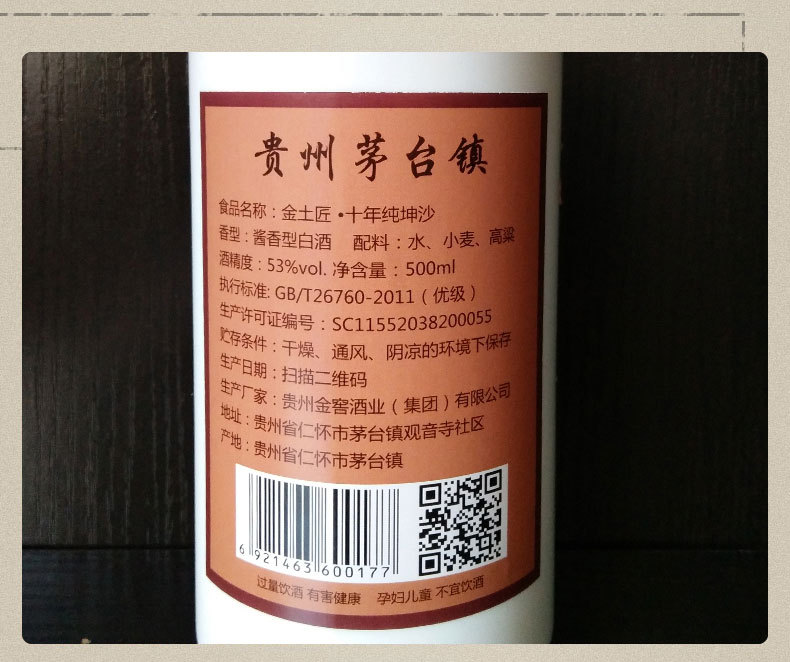 贵州茅台镇
食品名称：金土匠·十年纯坤沙
香型：酱香型白酒 配料：水、小麦、高粱
酒精度：53%vol. 净含量：500ml
执行标准: GB/T26760-2011（优级）
生产许可证编号：SC11552038200055
贮存条件：干燥、通风、阴凉的环境下保存
生产日期：扫描二维码
生产厂家：贵州金窖酒业（集团）有限公司
地址：贵州省仁怀市茅台镇观音寺社区
产地：贵州省仁怀市茅台镇
6 921463 600177
过量饮酒 有害健康 孕妇儿童 不宜饮酒